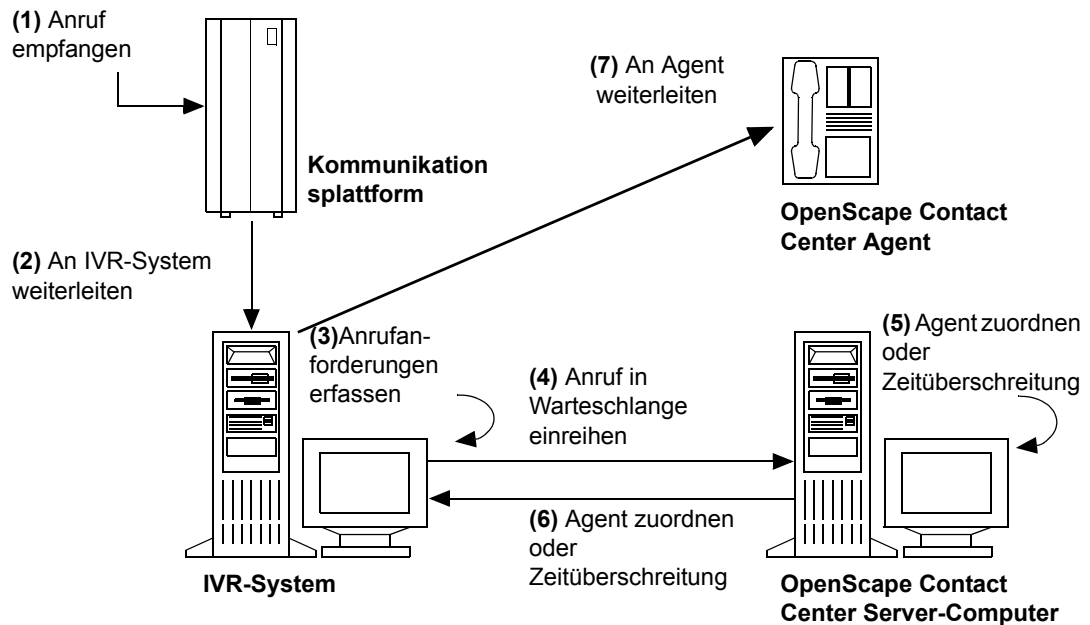 (1) Anruf
empfangen
(7) An Agent
weiterleiten
Kommunikation
splattform
OpenScape Contact
Center Agent
(2) An IVR-System
weiterleiten
(3)Anrufan-
forderungen
erfassen
(4) Anruf in
Warteschlange
einreihen
(5) Agent zuordnen
oder
Zeitüberschreitung
(6) Agent zuordnen
oder
Zeitüberschreitung
IVR-System
OpenScape Contact
Center Server-Computer